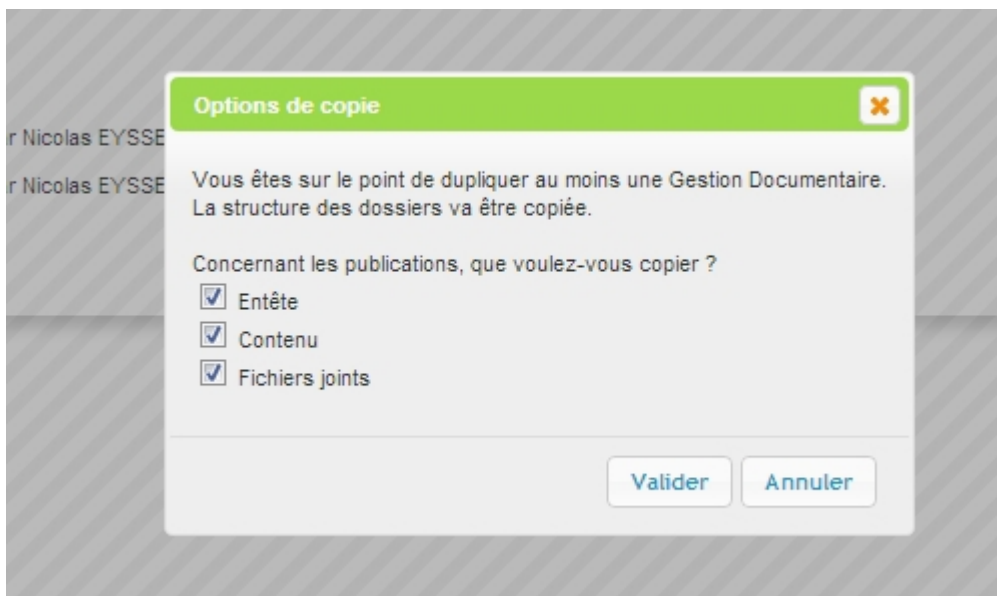 Options de copie
r Nicolas EYSSE
r Nicolas EYSSE
Vous êtes sur le point de dupliquer au moins une Gestion Documentaire.
La structure des dossiers va être copiée.
Concernant les publications, que voulez-vous copier ?
Entête
Contenu
Fichiers joints
Valider Annuler